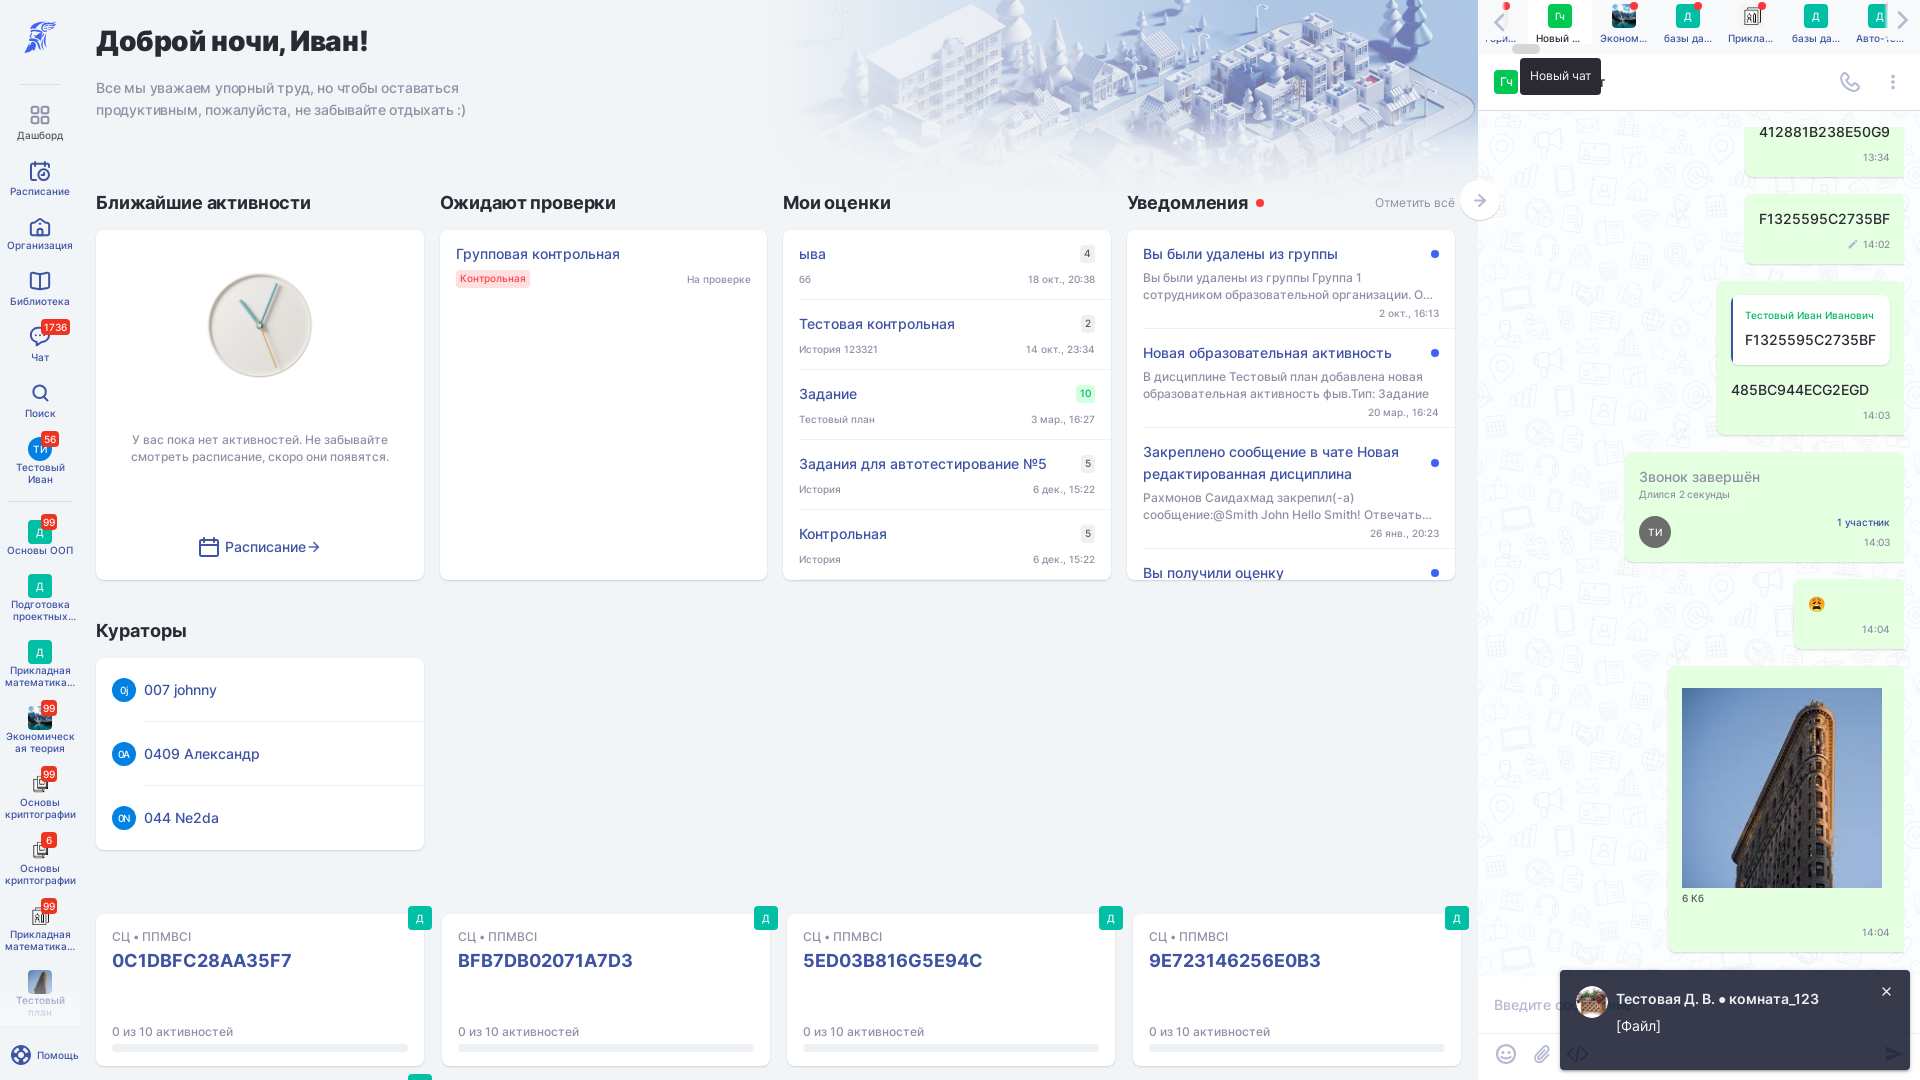 Доброй ночи, Иван!
Все мы уважаем упорный труд, но чтобы оставаться
продуктивным, пожалуйста, не забывайте отдыхать :)
Дашборд
Расписание
Организация
Библиотека
1736
Чат
Поиск
56
ТИ
Тестовый
Иван
99
Д
Основы ООП
Д
Подготовка
проектных...
Д
Прикладная
математика...
99
Экономическ
ая теория
99
Основы
криптографии
6
Основы
криптографии
99
Прикладная
математика...
Тестовый
план
Помощь
Ближайшие активности
У вас пока нет активностей. Не забывайте
смотреть расписание, скоро они появятся.
Расписание
Ожидают проверки
Групповая контрольная
Контрольная
На проверке
Мои оценки
ыва
4
бб
18 окт., 20:38
Тестовая контрольная
2
История 123321
14 окт., 23:34
Задание
10
Тестовый план
3 мар., 16:27
Задания для автотестирование №5
5
История
6 дек., 15:22
Контрольная
5
История
6 дек., 15:22
Уведомления
Отметить всё
Вы были удалены из группы
Вы были удалены из группы Группа 1
сотрудником образовательной организации. О...
2 окт., 16:13
Новая образовательная активность
В дисциплине Тестовый план добавлена новая
образовательная активность фыв.Тип: Задание
20 мар., 16:24
Закреплено сообщение в чате Новая
редактированная дисциплина
Рахмонов Саидахмад закрепил(-а)
сообщение:@Smith John Hello Smith! Отвечать...
26 янв., 20:23
Вы получили оценку
Кураторы
0j
007 johnny
0А
0409 Александр
0N
044 Ne2da
Д
СЦ • ППМВСІ
0C1DBFC28AA35F7
0 из 10 активностей
Д
СЦ • ППМВСІ
BFB7DB02071A7D3
0 из 10 активностей
Д
СЦ • ППМВСІ
5ED03B816G5E94C
0 из 10 активностей
Д
СЦ • ППМВСІ
9E723146256E0B3
0 из 10 активностей
Гч
Новый ...
Эконом...
Д
базы да...
Прикла...
Д
базы да...
Д
Гч
Новый чат
412881B238E50G9
13:34
F1325595C2735BF
14:02
Тестовый Иван Иванович
F1325595C2735BF
485BC944ECG2EGD
14:03
Звонок завершён
Длился 2 секунды
ТИ
1 участник
14:03
14:04
6 Кб
14:04
Введите
Тестовая Д. В. • комната_123
[Файл]